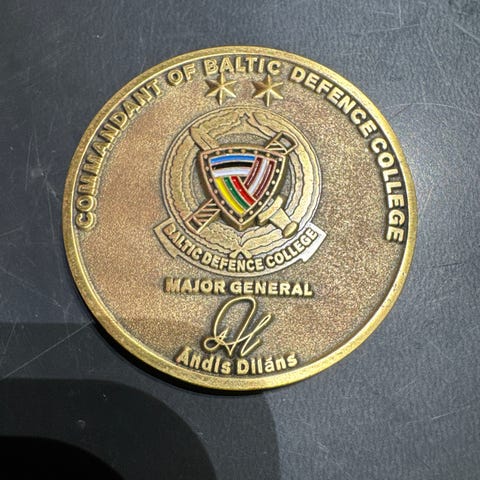 COMMANDANT OF BALTIC DEFENCE COLLEGE
BALTIC DEFENCE COLLEGE
MAJOR GENERAL
Andis Dilāns